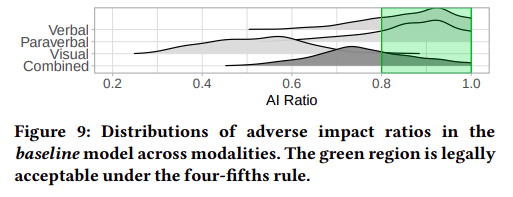 Verbal
Paraverbal
Visual
Combined
0.2 0.4 0.6 0.8 1.0
AI Ratio
Figure 9: Distributions of adverse impact ratios in the
baseline model across modalities. The green region is legally
acceptable under the four-fifths rule.